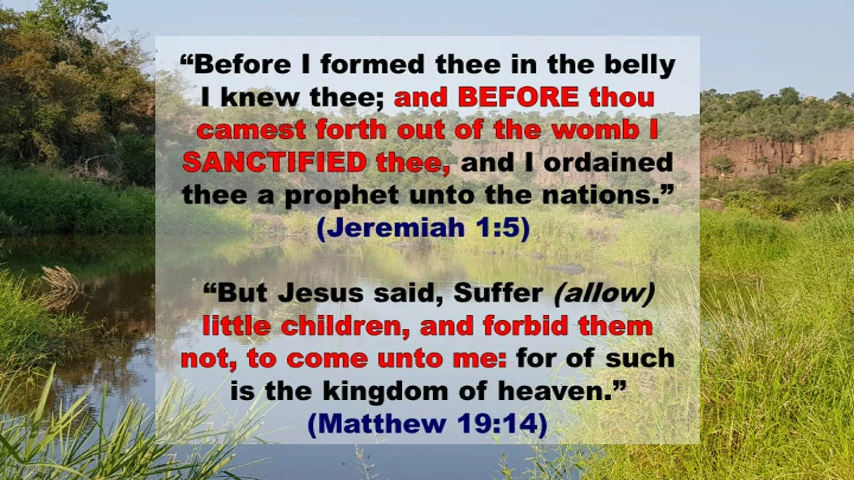 “Before I formed thee in the belly
I knew thee; and BEFORE thou
camest forth out of the womb I
SANCTIFIED thee, and I ordained
thee a prophet unto the nations.”
(Jeremiah 1:5)
“But Jesus said, Suffer (allow)
little children, and forbid them
not, to come unto me: for of such
is the kingdom of heaven.”
(Matthew 19:14)